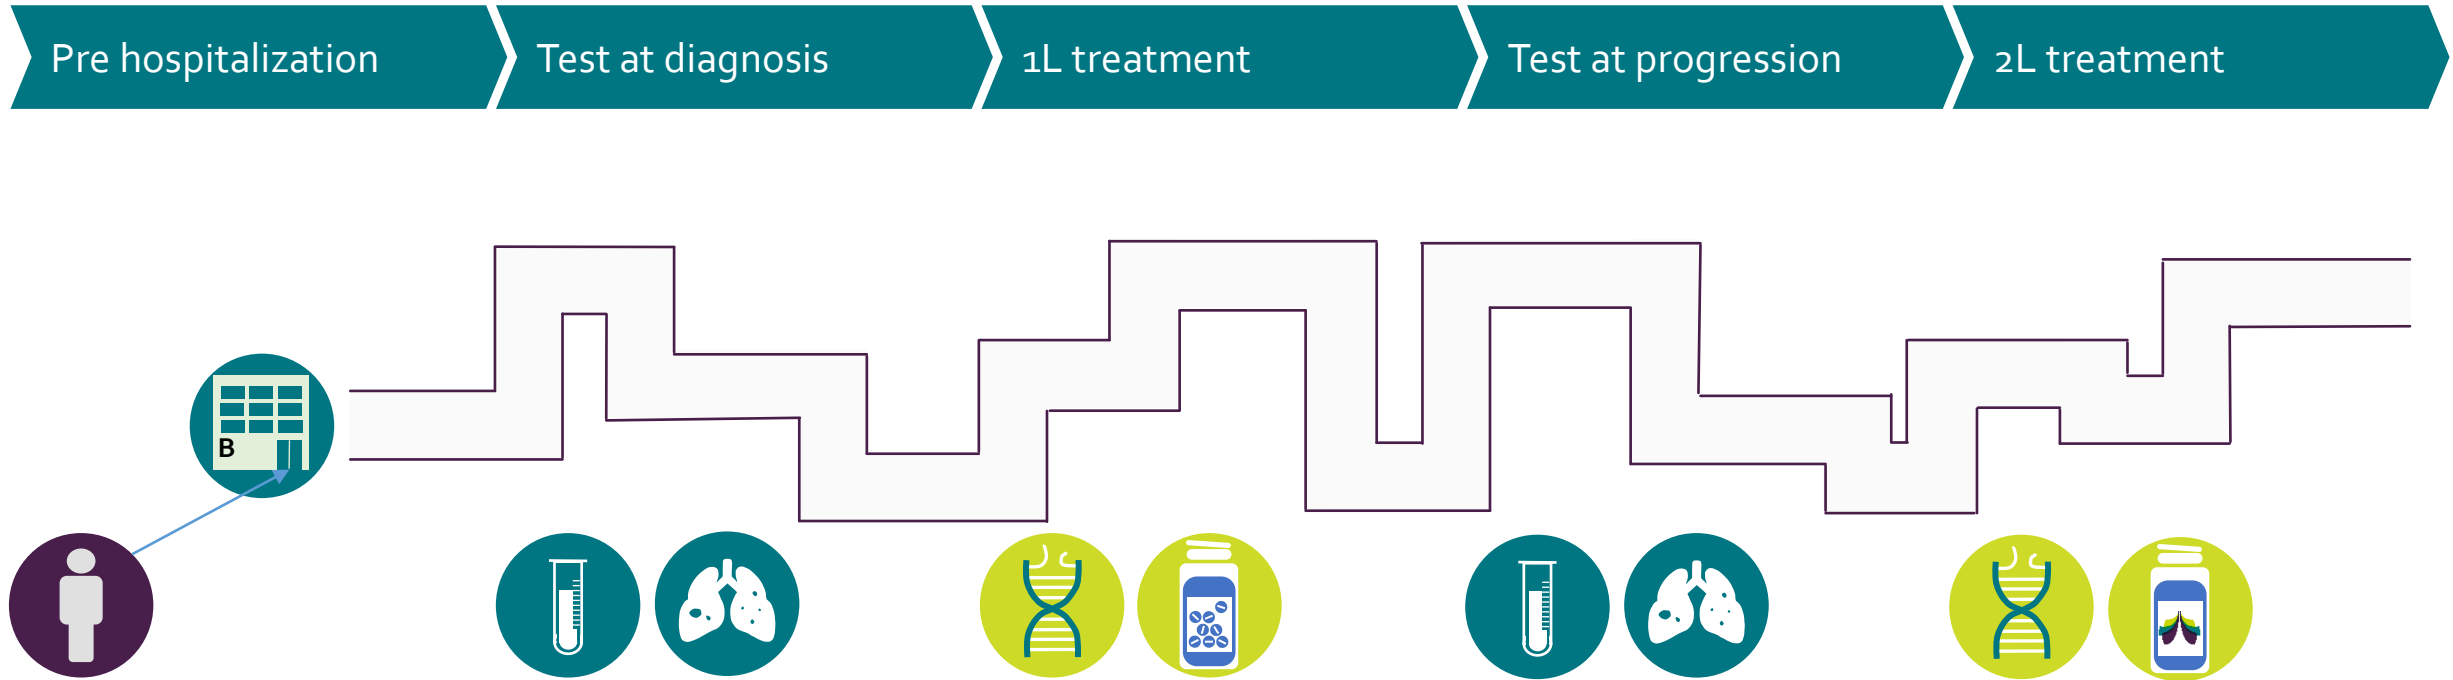 Pre hospitalization
Test at diagnosis
1L treatment
Test at progression
2L treatment
B